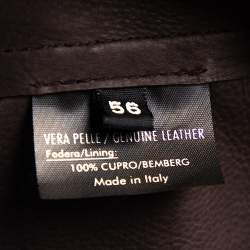 56
VERA PELLE / GENUINE LEATHER
Fodera/Lining:
100% CUPRO/BEMBERG
Made in Italy